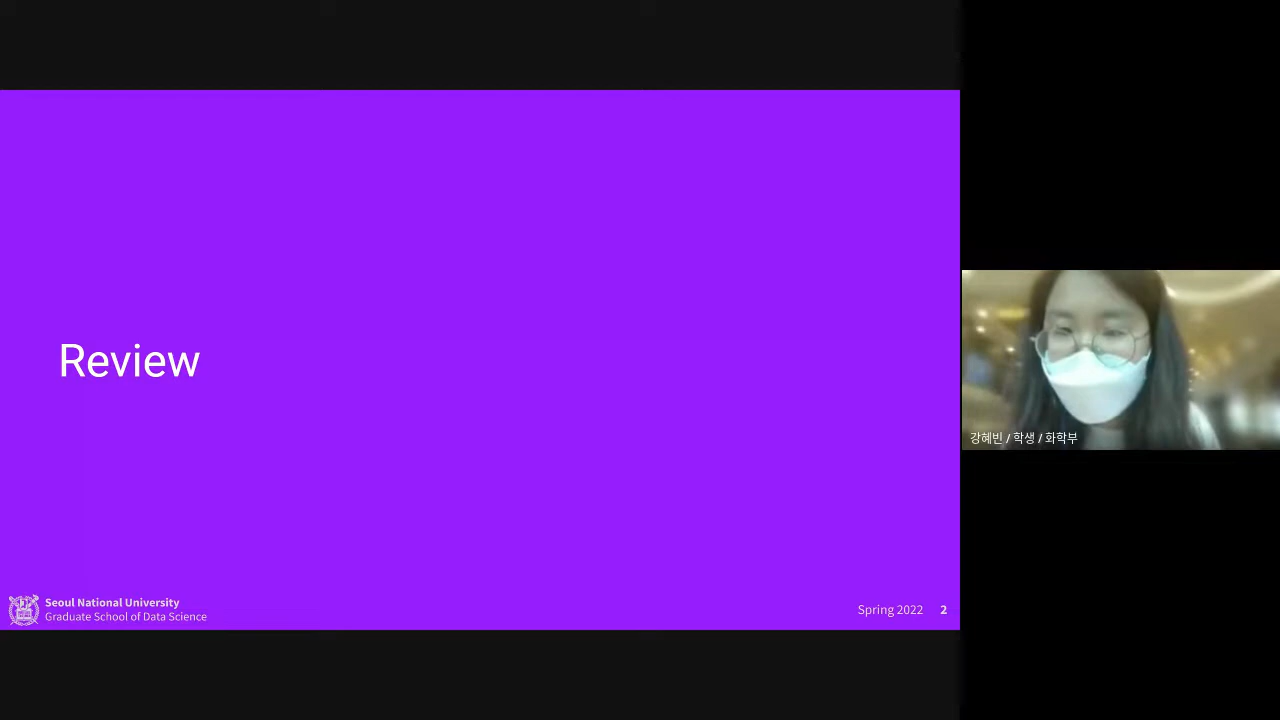 Review
Seoul National University
Graduate School of Data Science
Spring 2022 2
강혜빈 / 학생 / 화학부